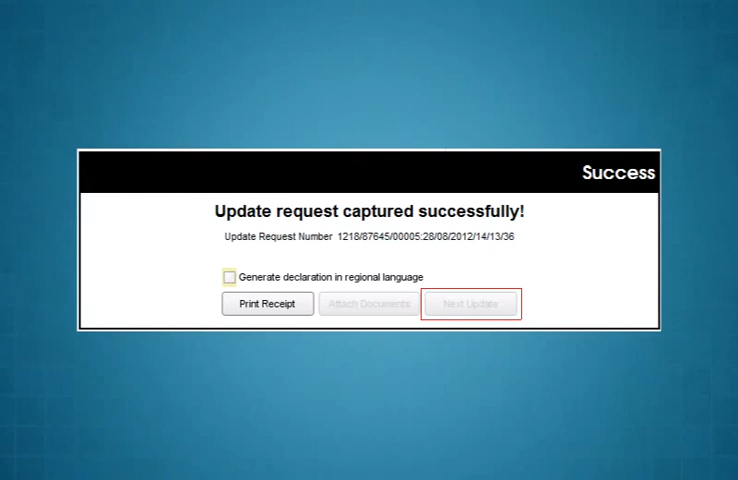 Success
Update request captured successfully!
Update Request Number 1218/87645/00005:28/08/2012/14/13/36
Generate declaration in regional language
Print Receipt Attach Documents Next Update